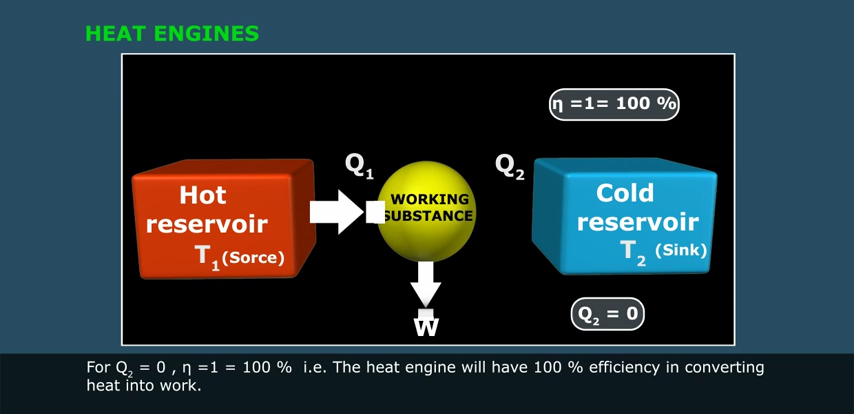 HEAT ENGINES
η =1= 100 %
Q1
Q2
Hot
reservoir
T1 (Sorce)
WORKING
SUBSTANCE
Cold
reservoir
T2 (Sink)
Q2 = 0
W
For Q2 = 0 , η =1 = 100 % i.e. The heat engine will have 100 % efficiency in converting
heat into work.